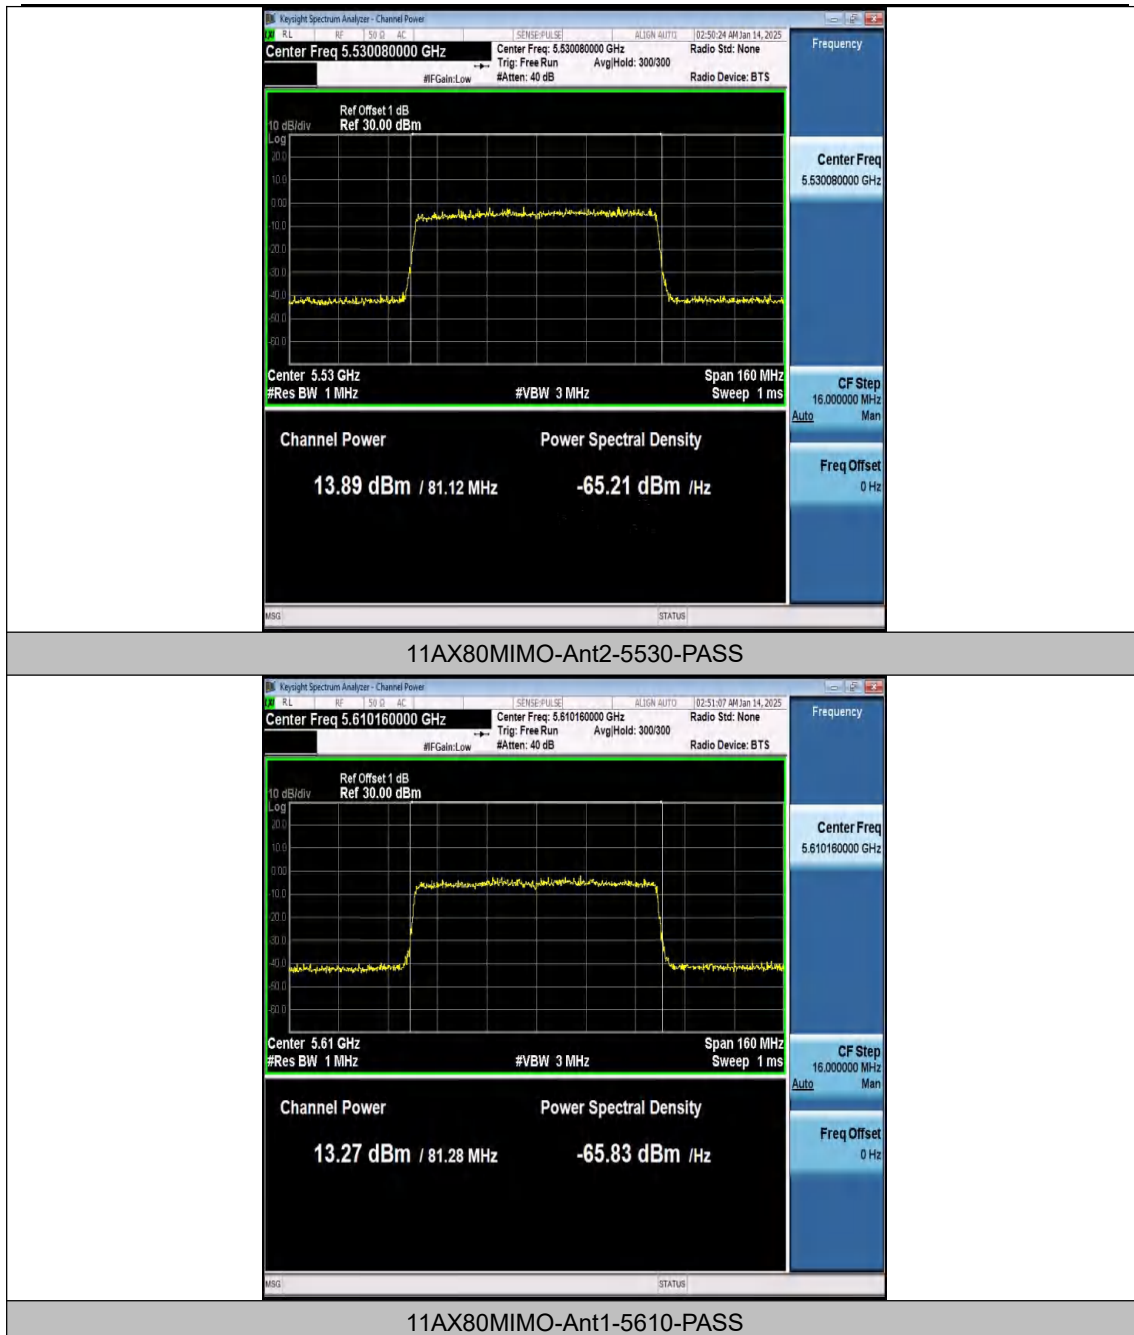 Keysight Spectrum Analyzer - Channel Power
RL RF 50 Ω AC SENSE:PULSE ALIGN AUTO 02:50:24 AM Jan 14, 2025
Center Freq 5.530080000 GHz Center Freq: 5.530080000 GHz Radio Std: None Frequency
Trig: Free Run Avg|Hold: 300/300
#IFGain:Low #Atten: 40 dB Radio Device: BTS
Ref Offset 1 dB
10 dB/div Ref 30.00 dBm
Log
20.0
10.0
0.00
-10.0
-20.0
-30.0
-40.0
-50.0
-60.0
Center Freq
5.530080000 GHz
Center 5.53 GHz Span 160 MHz
#Res BW 1 MHz #VBW 3 MHz Sweep 1 ms
CF Step
16.000000 MHz
Auto Man
Channel Power Power Spectral Density
13.89 dBm / 81.12 MHz -65.21 dBm /Hz
Freq Offset
0 Hz
MSG STATUS
11AX80MIMO-Ant2-5530-PASS
Keysight Spectrum Analyzer - Channel Power
RL RF 50 Ω AC SENSE:PULSE ALIGN AUTO 02:51:07 AM Jan 14, 2025
Center Freq 5.610160000 GHz Center Freq: 5.610160000 GHz Radio Std: None Frequency
Trig: Free Run Avg|Hold: 300/300
#IFGain:Low #Atten: 40 dB Radio Device: BTS
Ref Offset 1 dB
10 dB/div Ref 30.00 dBm
Log
20.0
10.0
0.00
-10.0
-20.0
-30.0
-40.0
-50.0
-60.0
Center Freq
5.610160000 GHz
Center 5.61 GHz Span 160 MHz
#Res BW 1 MHz #VBW 3 MHz Sweep 1 ms
CF Step
16.000000 MHz
Auto Man
Channel Power Power Spectral Density
13.27 dBm / 81.28 MHz -65.83 dBm /Hz
Freq Offset
0 Hz
MSG STATUS
11AX80MIMO-Ant1-5610-PASS